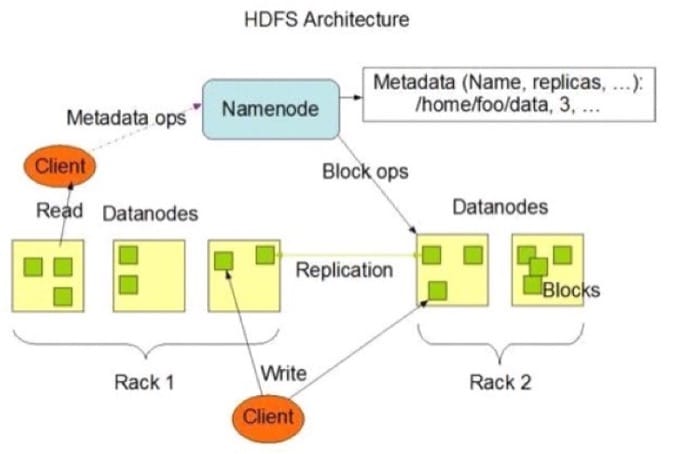 HDFS Architecture
Metadata (Name, replicas, ...):
/home/foo/data, 3, ...
Namenode
Metadata ops
Client
Block ops
Read
Datanodes
Datanodes
Replication
Blocks
Rack 1
Write
Rack 2
Client